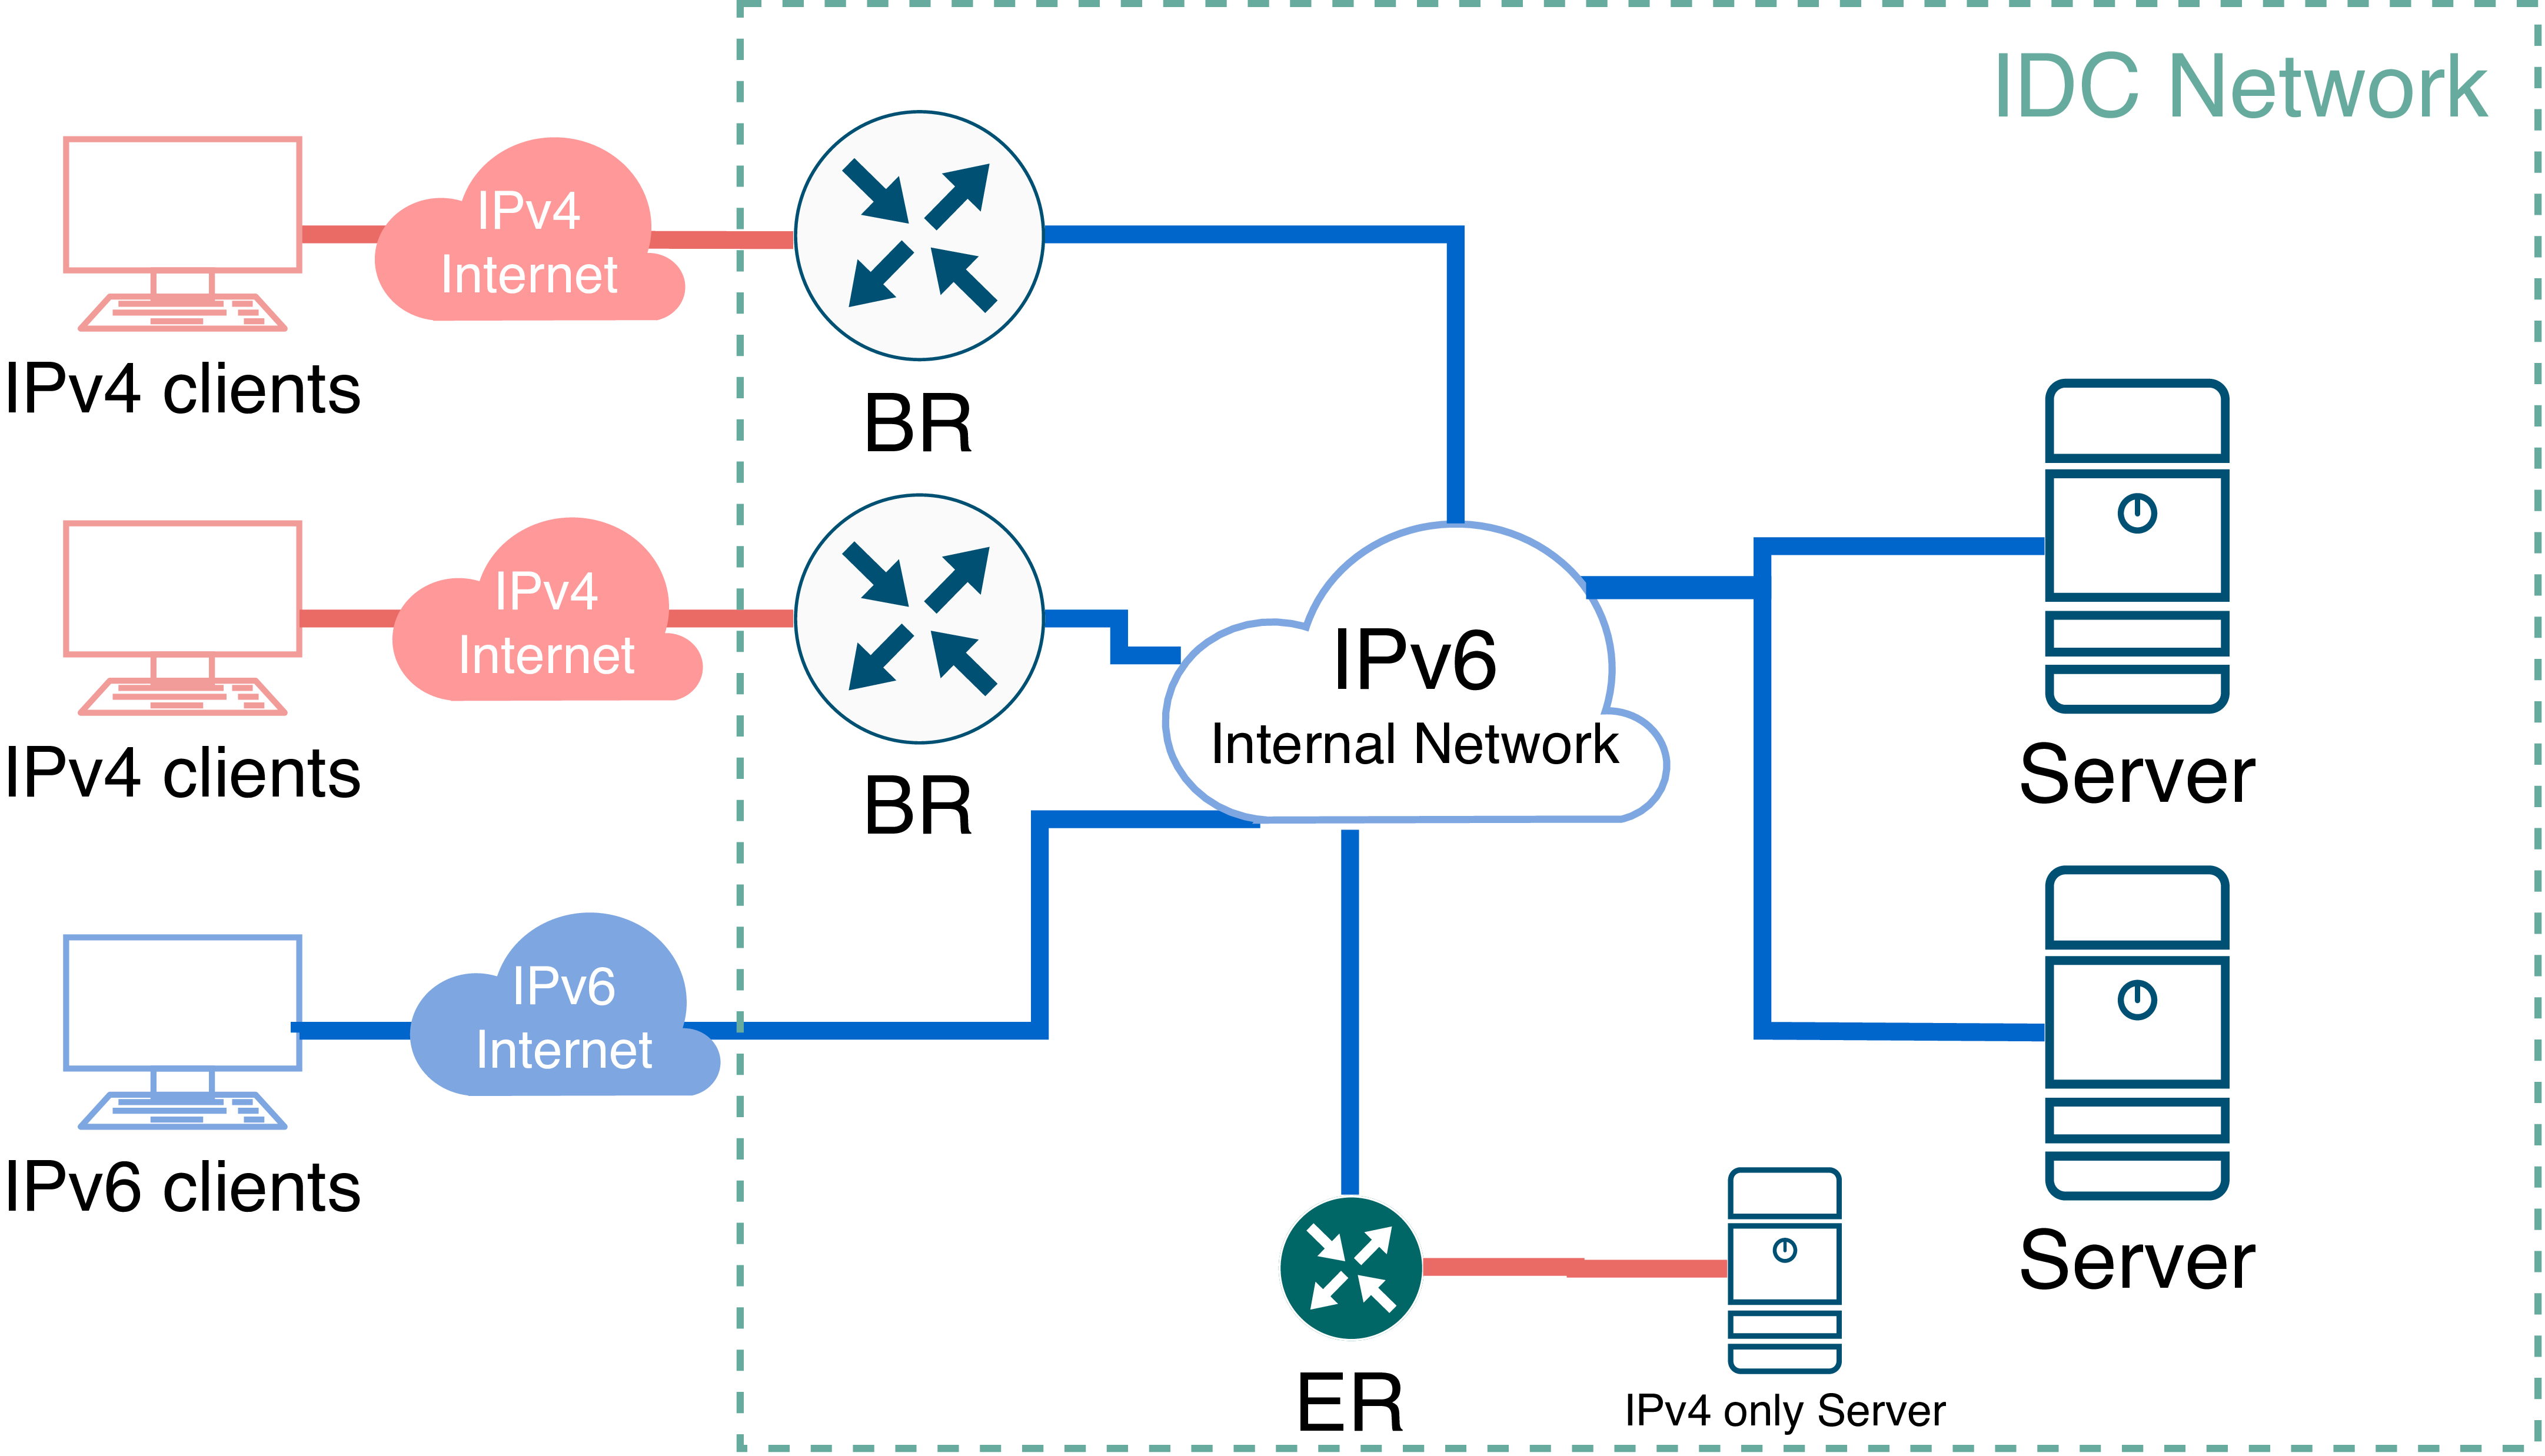 IDC Network
IPv4
Internet
IPv4 clients
BR
IPv4
Internet
IPv4 clients
BR
IPv6
Internal Network
Server
IPv6
Internet
IPv6 clients
Server
ER
IPv4 only Server